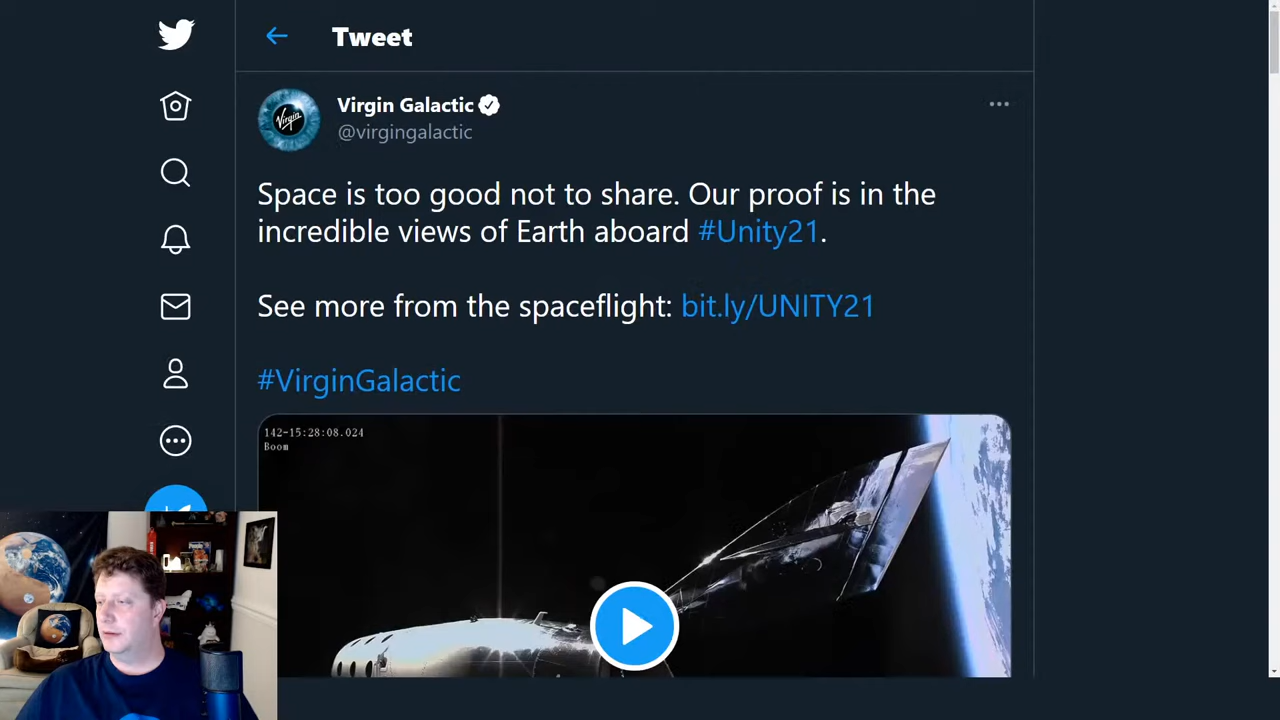 Tweet
Virgin Galactic
@virgingalactic
Space is too good not to share. Our proof is in the
incredible views of Earth aboard #Unity21.
See more from the spaceflight: bit.ly/UNITY21
#VirginGalactic
142-15:28:08.024
Boom